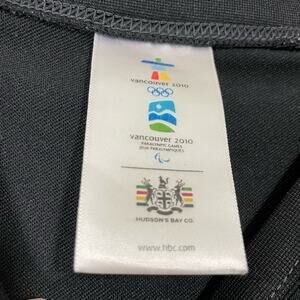 vancouver 2010
vancouver 2010
PARALYMPIC GAMES
JEUX PARALYMPIQUES
HUDSON'S BAY CO.
www.hbc.com